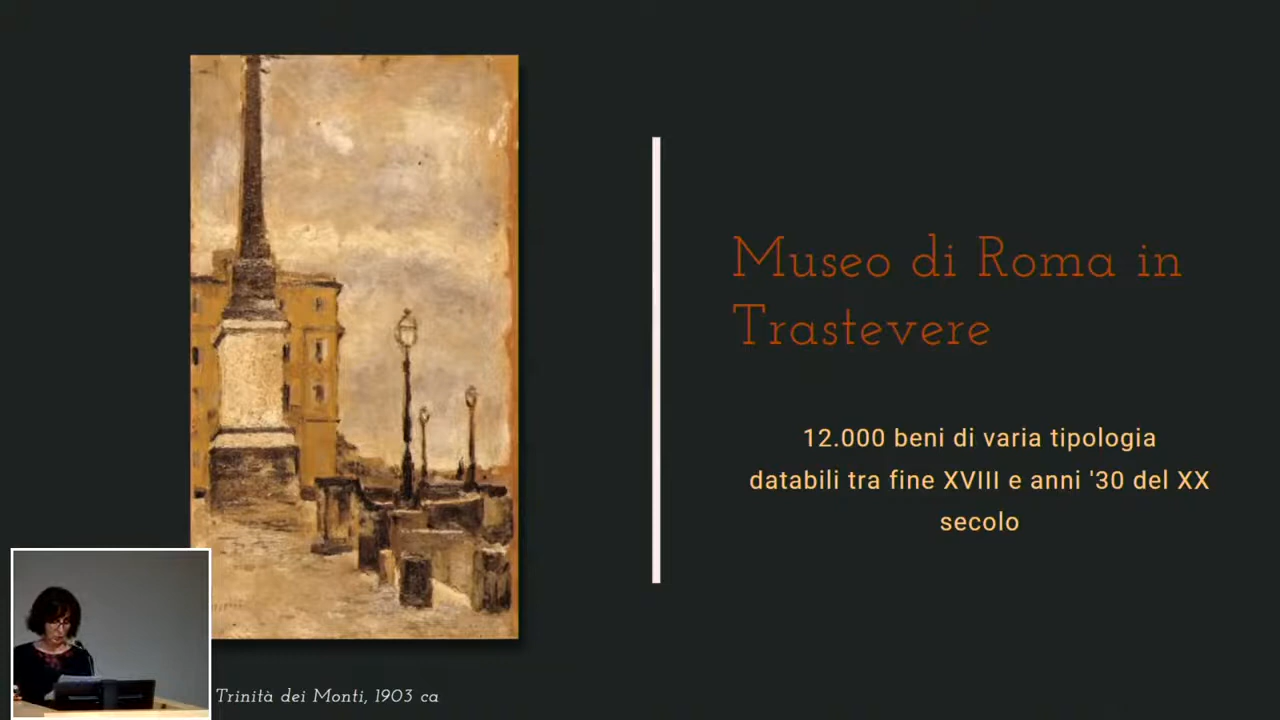 Museo di Roma in
Trastevere
12.000 beni di varia tipologia
databili tra fine XVIII e anni '30 del XX
secolo
Trinità dei Monti, 1903 ca